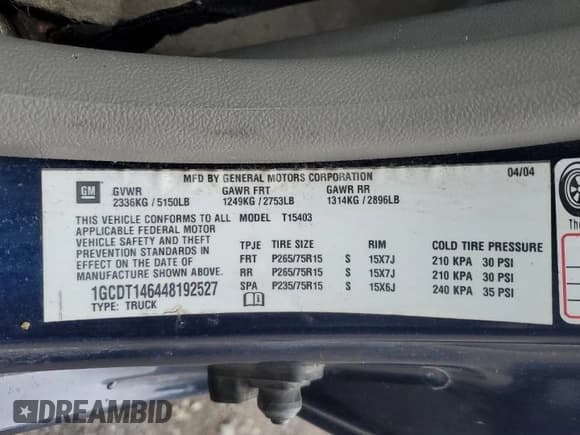 MFD BY GENERAL MOTORS CORPORATION 04/04
GM
GVWR GAWR FRT GAWR RR
2336KG / 5150LB 1249KG / 2753LB 1314KG / 2896LB
THIS VEHICLE CONFORMS TO ALL MODEL T15403
APPLICABLE FEDERAL MOTOR
VEHICLE SAFETY AND THEFT TPJE TIRE SIZE RIM COLD TIRE PRESSURE
PREVENTION STANDARDS IN FRT P265/75R15 S 15X7J 210 KPA 30 PSI
EFFECT ON THE DATE OF RR P265/75R15 S 15X7J 210 KPA 30 PSI
MANUFACTURE SHOWN ABOVE. SPA P235/75R15 S 15X6J 240 KPA 35 PSI
1GCDT146448192527
TYPE: TRUCK
The
DREAMBID